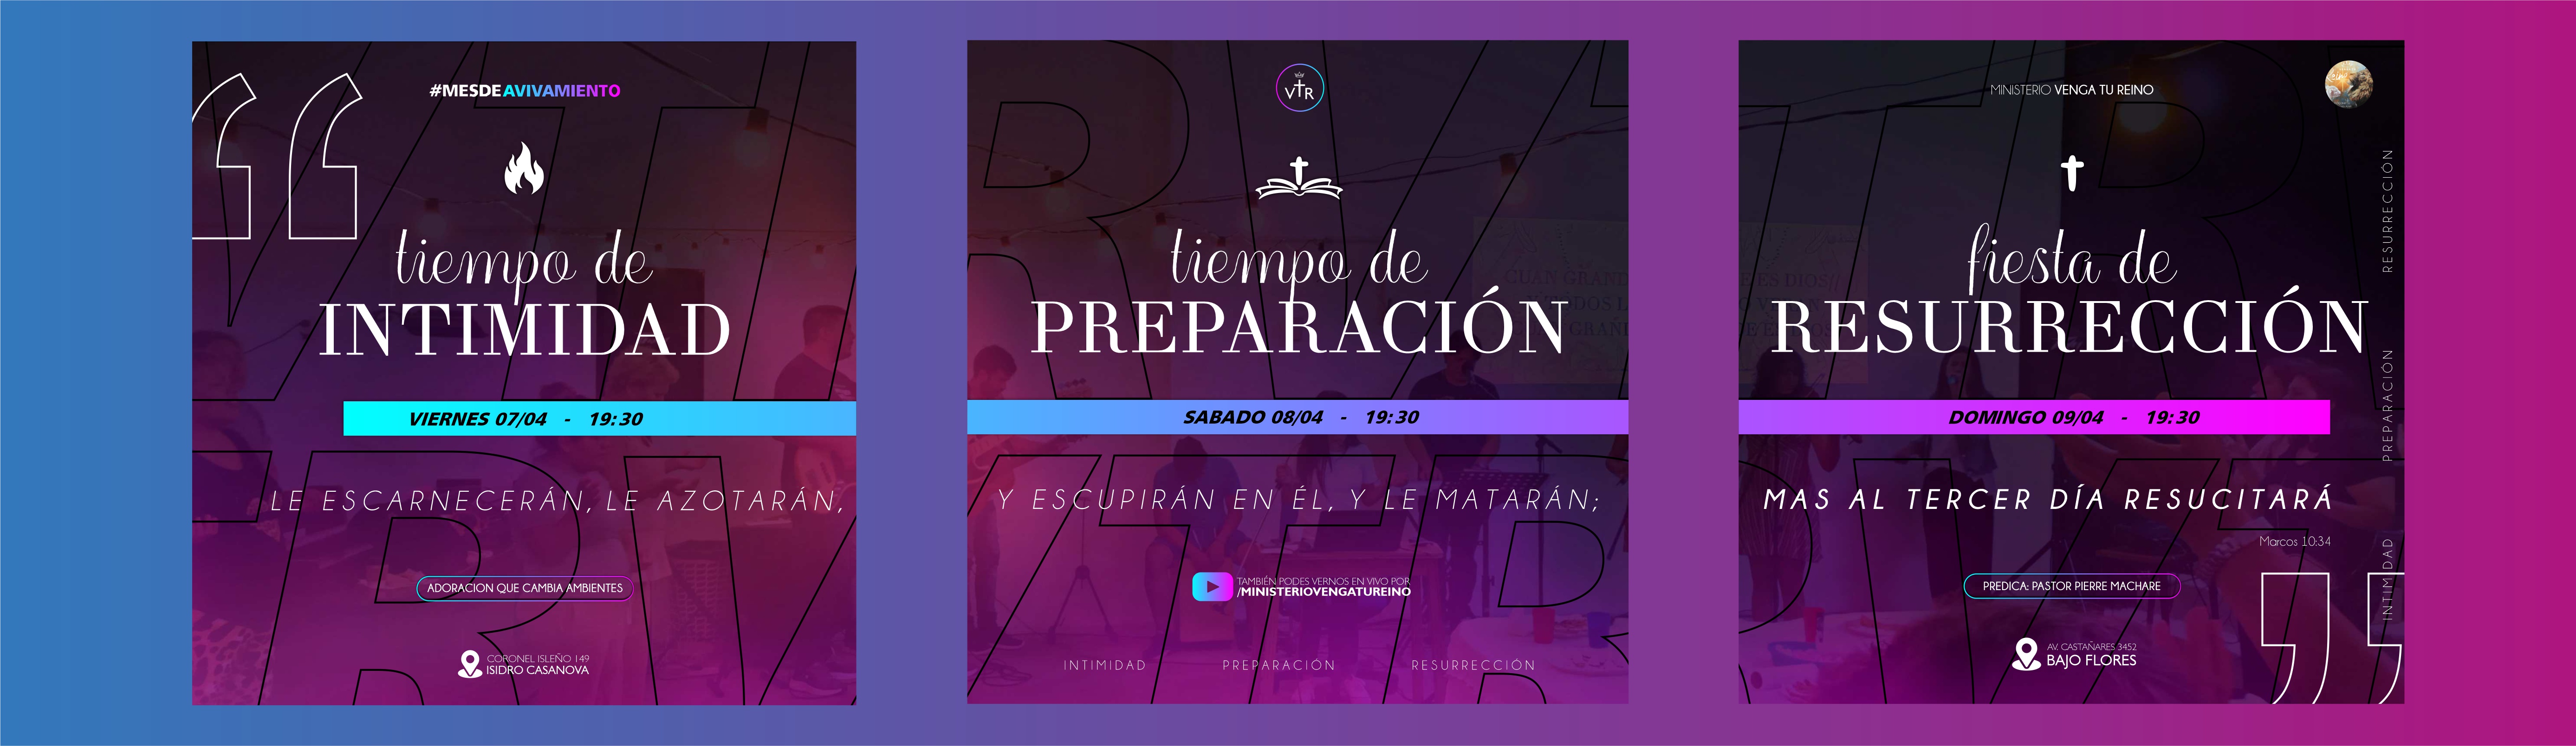 #MESDEAVIVAMIENTO
tiempo de
INTIMIDAD
VIERNES 07/04 - 19:30
LE ESCARNECERÁN, LE AZOTARÁN,
ADORACION QUE CAMBIA AMBIENTES
CORONEL ISLEÑO 149
ISIDRO CASANOVA
VTR
tiempo de
PREPARACIÓN
SABADO 08/04 - 19:30
Y ESCUPIRÁN EN ÉL, Y LE MATARÁN;
TAMBIÉN PODES VERNOS EN VIVO POR
/MINISTERIOVENGATUREINO
INTIMIDAD PREPARACIÓN RESURRECCIÓN
MINISTERIO VENGA TU REINO
fiesta de
RESURRECCIÓN
DOMINGO 09/04 - 19:30
MAS AL TERCER DÍA RESUCITARÁ
Marcos 10:34
PREDICA: PASTOR PIERRE MACHARE
AV. CASTAÑARES 3452
BAJO FLORES
INTIMIDAD PREPARACIÓN RESURRECCIÓN